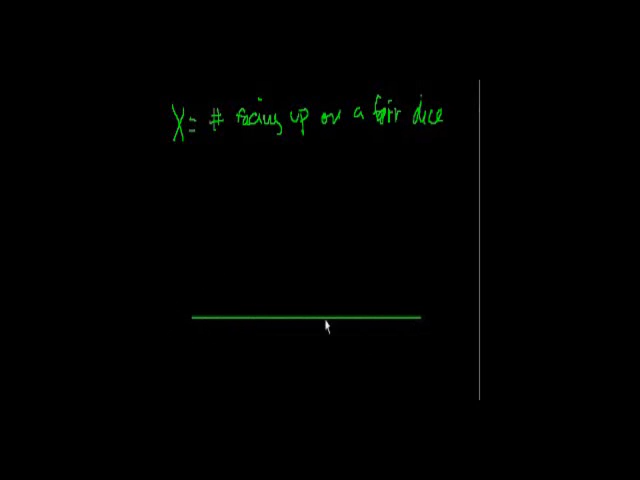 X = # facing up on a fair dice